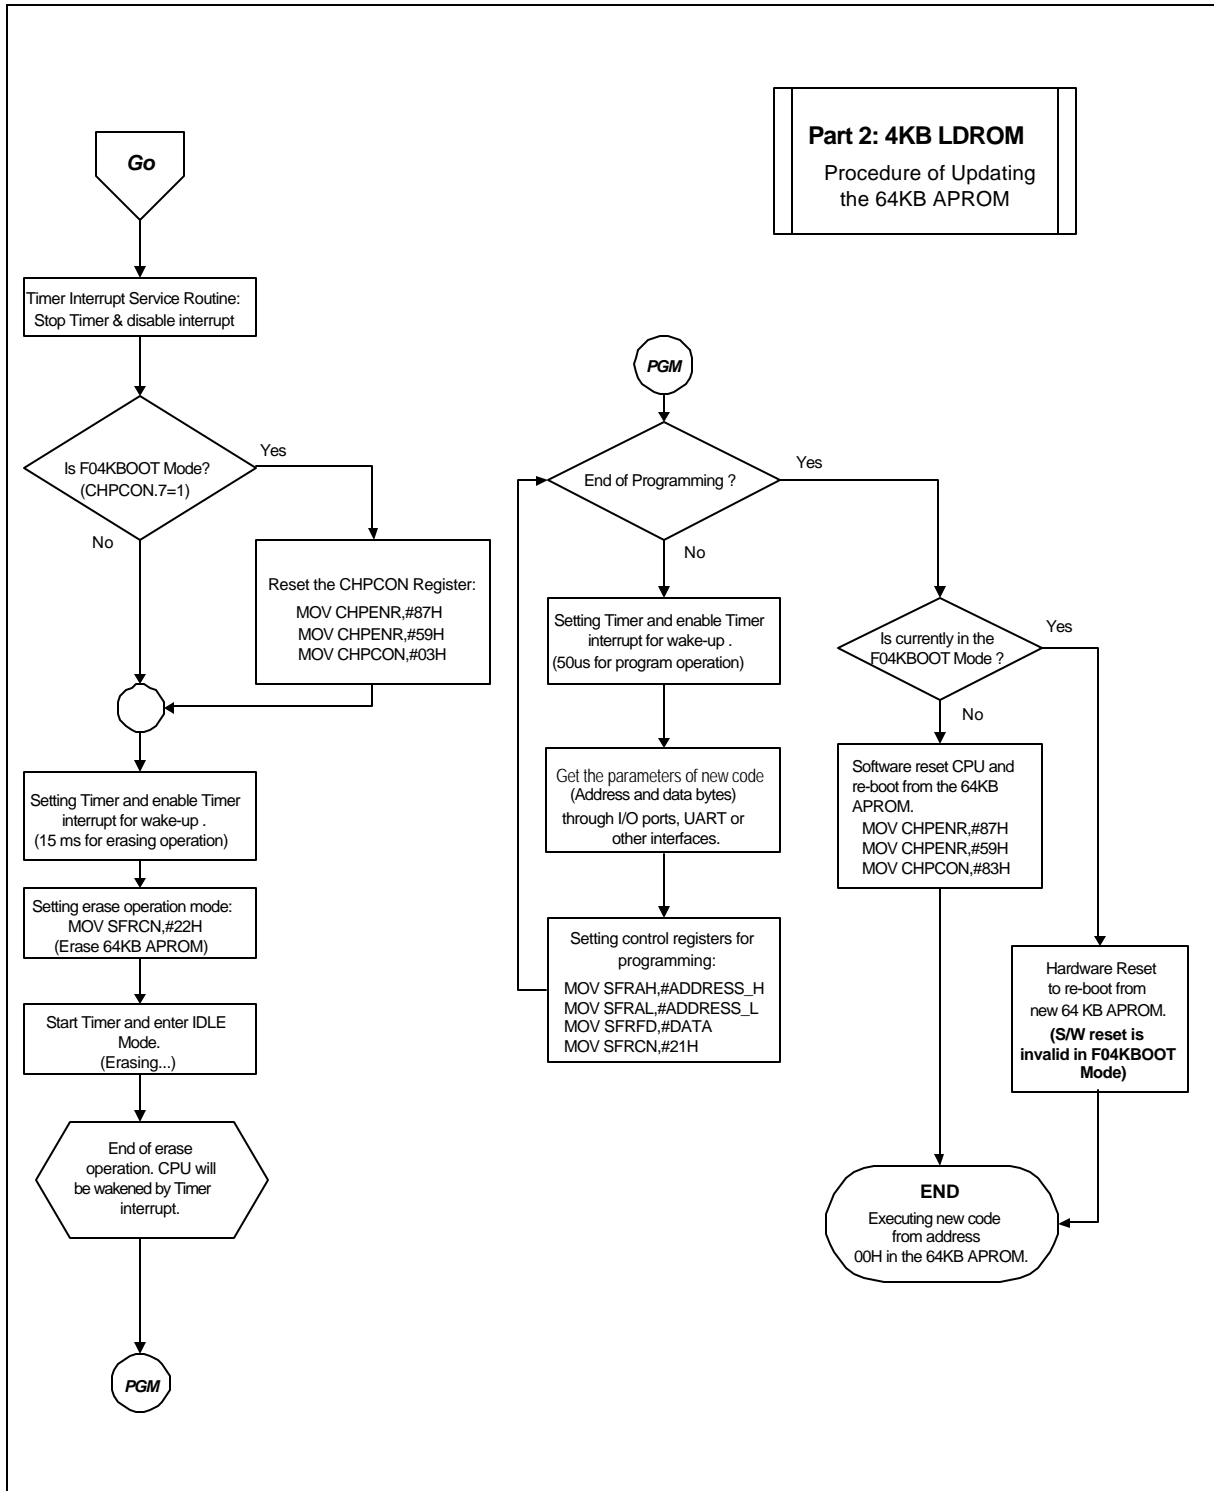 Part 2: 4KB LDROM
Procedure of Updating
the 64KB APROM
Go
Timer Interrupt Service Routine:
Stop Timer & disable interrupt
Is F04KBOOT Mode?
(CHPCON.7=1)
Yes
No
Reset the CHPCON Register:
MOV CHPENR,#87H
MOV CHPENR,#59H
MOV CHPCON,#03H
Setting Timer and enable Timer
interrupt for wake-up .
(15 ms for erasing operation)
Setting erase operation mode:
MOV SFRCN,#22H
(Erase 64KB APROM)
Start Timer and enter IDLE
Mode.
(Erasing...)
End of erase
operation. CPU will
be wakened by Timer
interrupt.
PGM
PGM
End of Programming ?
Yes
No
Setting Timer and enable Timer
interrupt for wake-up .
(50us for program operation)
Get the parameters of new code
(Address and data bytes)
through I/O ports, UART or
other interfaces.
Setting control registers for
programming:
MOV SFRAH,#ADDRESS_H
MOV SFRAL,#ADDRESS_L
MOV SFRFD,#DATA
MOV SFRCN,#21H
Is currently in the
F04KBOOT Mode ?
Yes
No
Software reset CPU and
re-boot from the 64KB
APROM.
MOV CHPENR,#87H
MOV CHPENR,#59H
MOV CHPCON,#83H
Hardware Reset
to re-boot from
new 64 KB APROM.
(S/W reset is
invalid in F04KBOOT
Mode)
END
Executing new code
from address
00H in the 64KB APROM.